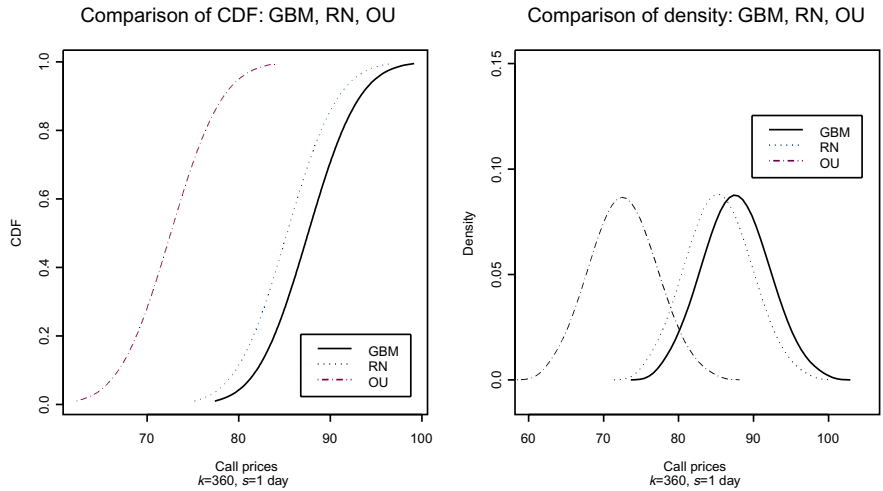 Comparison of CDF: GBM, RN, OU
CDF
1.0
0.8
0.6
0.4
0.2
0.0
70
80
90
100
GBM
RN
OU
Call prices
k=360, s=1 day
Comparison of density: GBM, RN, OU
Density
0.15
0.10
0.05
0.0
60
70
80
90
100
GBM
RN
OU
Call prices
k=360, s=1 day